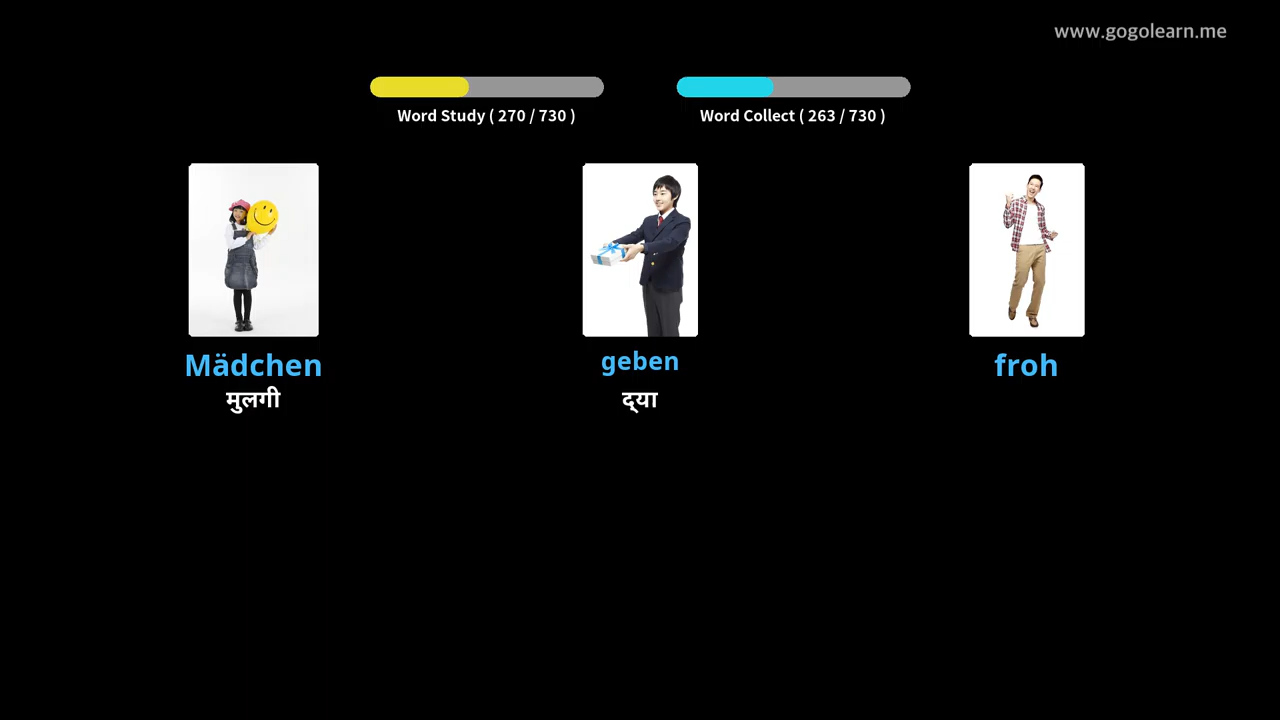 www.gogolearn.me
Word Study ( 270 / 730 )
Word Collect ( 263 / 730 )
Mädchen
मुलगी
geben
द्या
froh